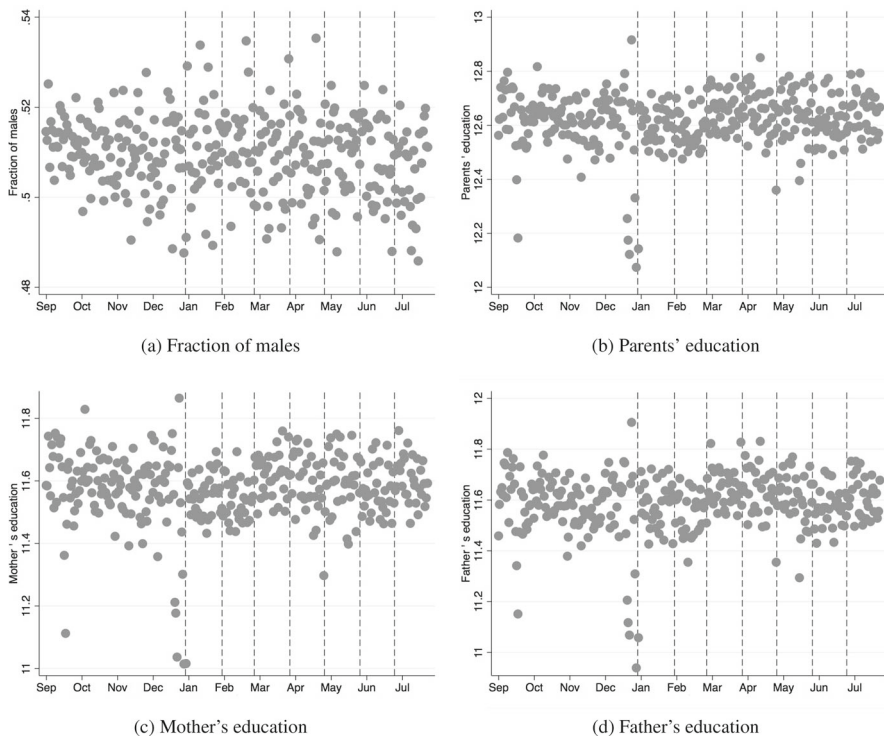 .54
.52
.5
.48
Fraction of males
Sep Oct Nov Dec Jan Feb Mar Apr May Jun Jul
(a) Fraction of males
13
12.8
12.6
12.4
12.2
12
Parents ' education
Sep Oct Nov Dec Jan Feb Mar Apr May Jun Jul
(b) Parents’ education
11.8
11.6
11.4
11.2
11
Mother ' s education
Sep Oct Nov Dec Jan Feb Mar Apr May Jun Jul
(c) Mother’s education
12
11.8
11.6
11.4
11.2
11
Father ' s education
Sep Oct Nov Dec Jan Feb Mar Apr May Jun Jul
(d) Father’s education